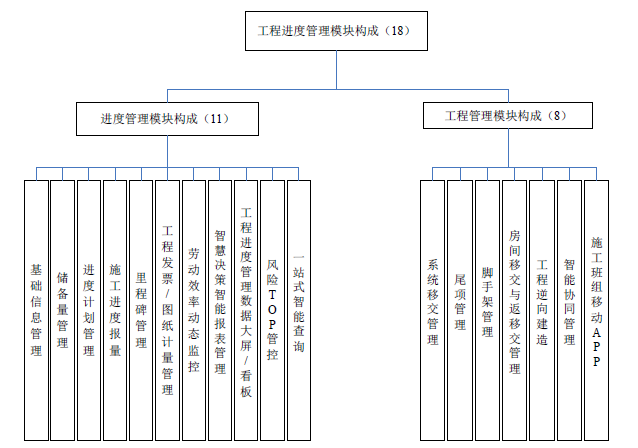 工程进度管理模块构成（18）
进度管理模块构成（11）
工程管理模块构成（8）
基础信息管理
储备量管理
进度计划管理
施工进度报量
里程碑管理
工程发票/图纸计量管理
劳动效率动态监控
智慧决策智能报表管理
工程进度管理数据大屏/看板
风险TOP管控
一站式智能查询
系统移交管理
尾项管理
脚手架管理
房间移交与返移交管理
工程逆向建造
智能协同管理
施工班组移动APP